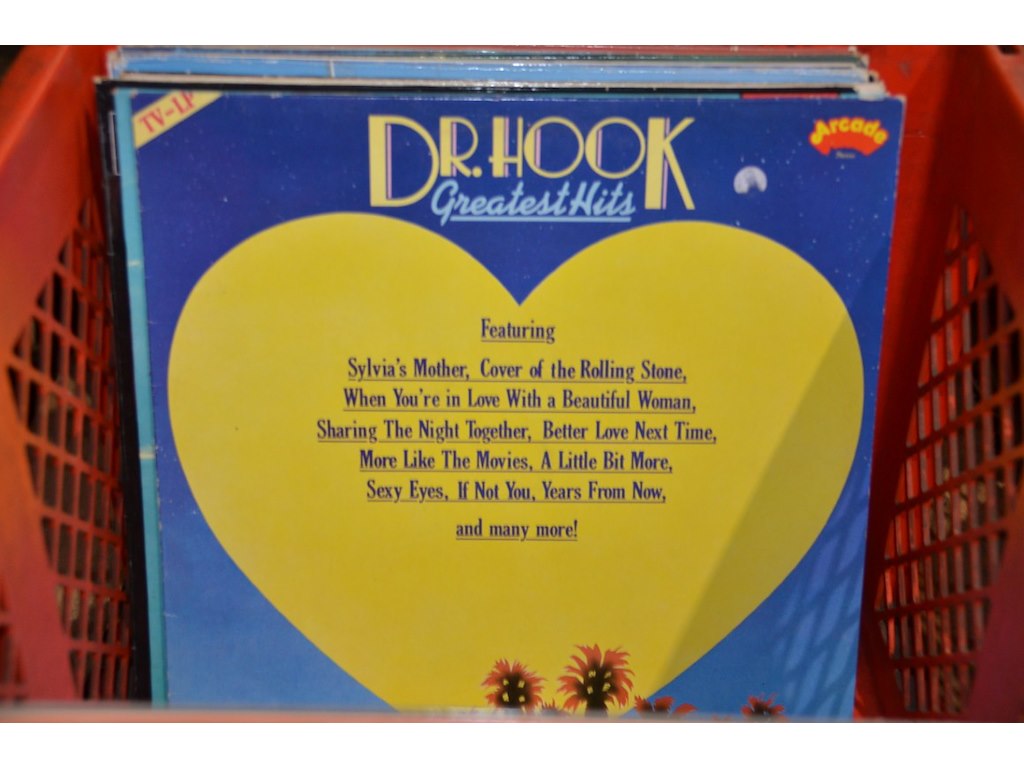 TV-LP
DR. HOOK
Greatest Hits
Arcade
Stereo
Featuring
Sylvia's Mother, Cover of the Rolling Stone,
When You're in Love With a Beautiful Woman,
Sharing The Night Together, Better Love Next Time,
More Like The Movies, A Little Bit More,
Sexy Eyes, If Not You, Years From Now,
and many more!